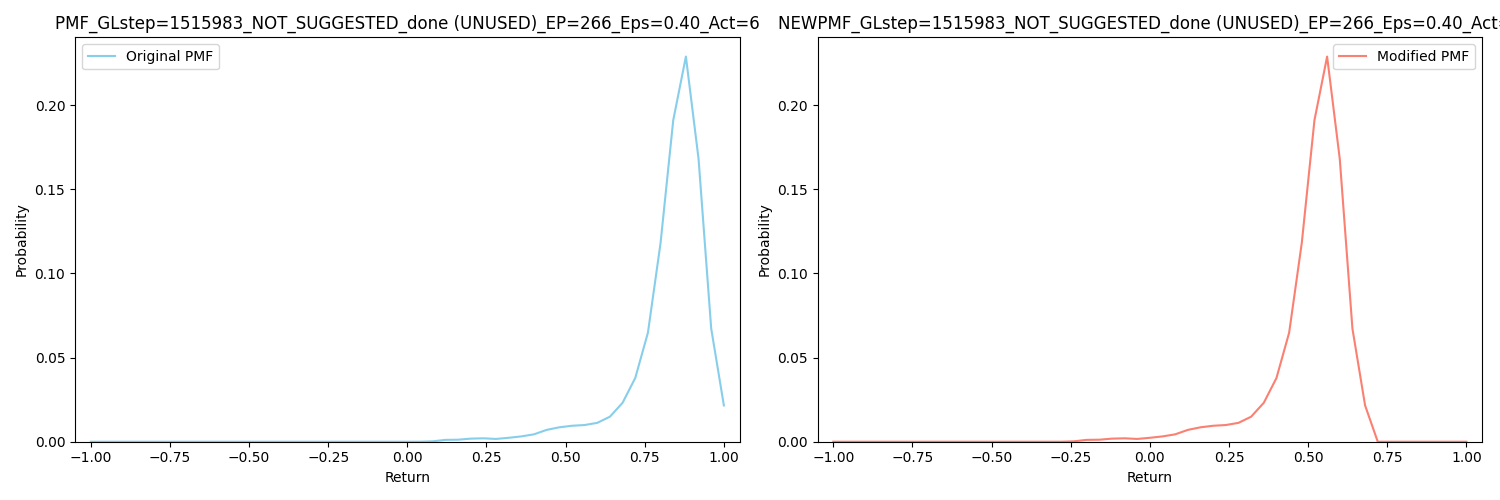 PMF_GLstep=1515983_NOT_SUGGESTED_done (UNUSED)_EP=266_Eps=0.40_Act=6
Original PMF
Probability
0.20
0.15
0.10
0.05
0.00
−1.00 −0.75 −0.50 −0.25 0.00 0.25 0.50 0.75 1.00
Return
NEWPMF_GLstep=1515983_NOT_SUGGESTED_done (UNUSED)_EP=266_Eps=0.40_Act=
Modified PMF
Probability
0.20
0.15
0.10
0.05
0.00
−1.00 −0.75 −0.50 −0.25 0.00 0.25 0.50 0.75 1.00
Return